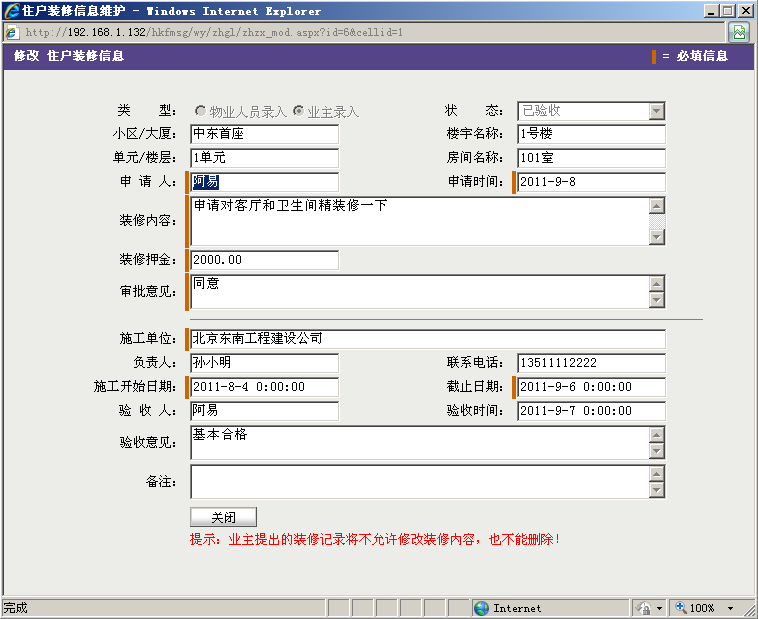 住户装修信息维护 - Windows Internet Explorer
http://192.168.1.132/hkfmsg/wy/zhgl/zhzx_mod.aspx?id=6&cellid=1
修改 住户装修信息 = 必填信息
类 型: 物业人员录入 业主录入 状 态: 已验收
小区/大厦: 中东首座 楼宇名称: 1号楼
单元/楼层: 1单元 房间名称: 101室
申 请 人: 阿易 申请时间: 2011-9-8
装修内容: 申请对客厅和卫生间精装修一下
装修押金: 2000.00
审批意见: 同意
施工单位: 北京东南工程建设公司
负责人: 孙小明 联系电话: 13511112222
施工开始日期: 2011-8-4 0:00:00 截止日期: 2011-9-6 0:00:00
验 收 人: 阿易 验收时间: 2011-9-7 0:00:00
验收意见: 基本合格
备注:
关闭
提示: 业主提出的装修记录将不允许修改装修内容, 也不能删除!
完成 Internet 100%